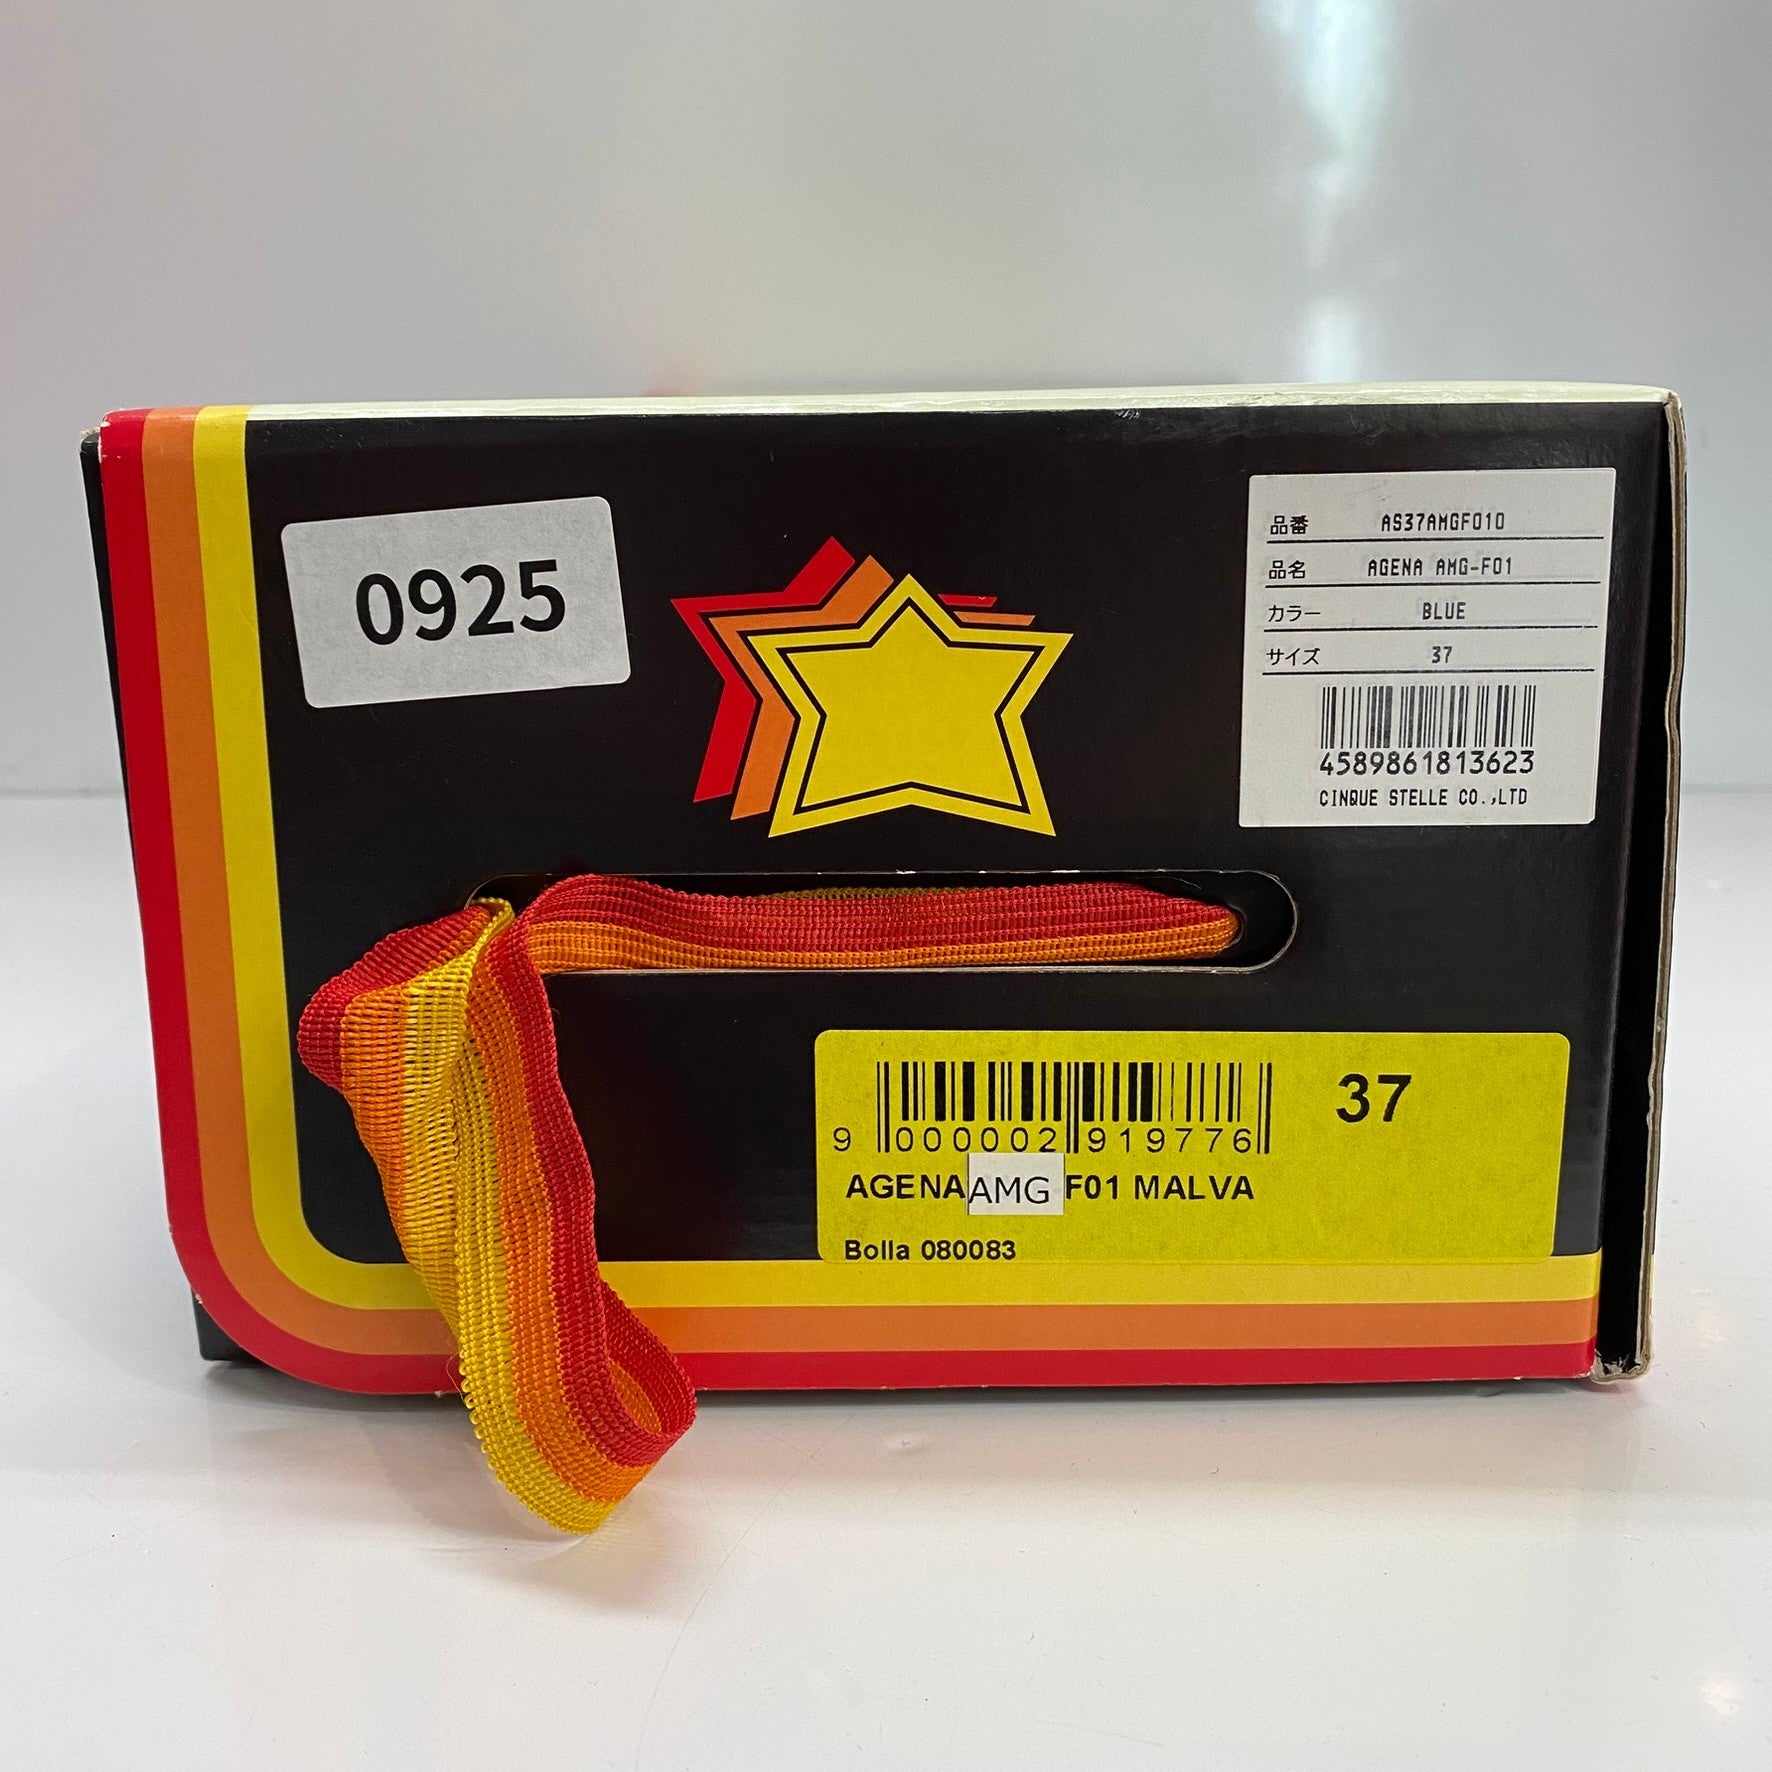 0925
品番 AS37AMGF010
品名 AGENA AMG-F01
カラー BLUE
サイズ 37
4589861813623
CINQUE STELLE CO.,LTD
37
9 000002 919776
AGENA AMG F01 MALVA
Bolla 080083